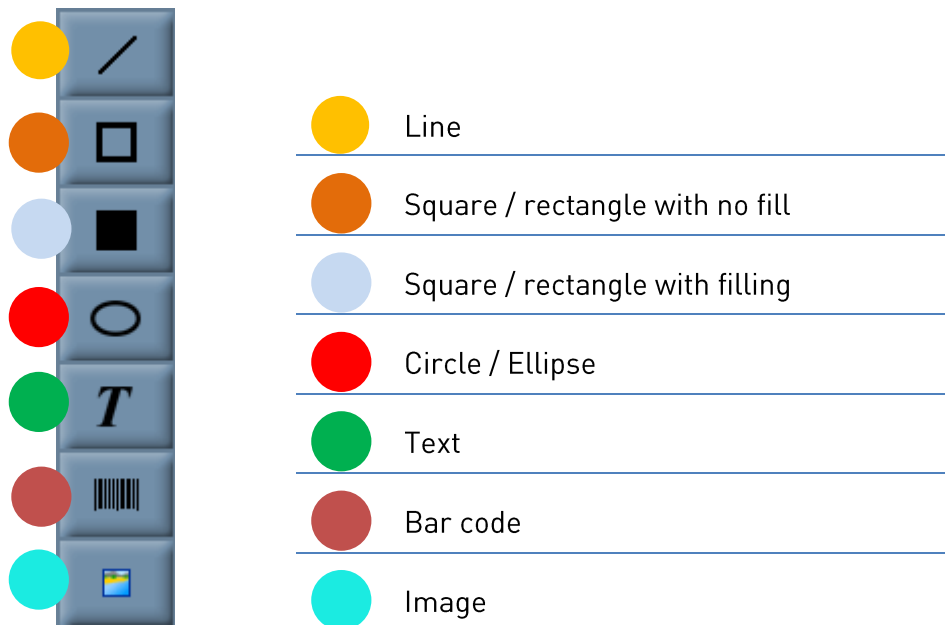 Line
Square / rectangle with no fill
Square / rectangle with filling
Circle / Ellipse
T
Text
Bar code
Image